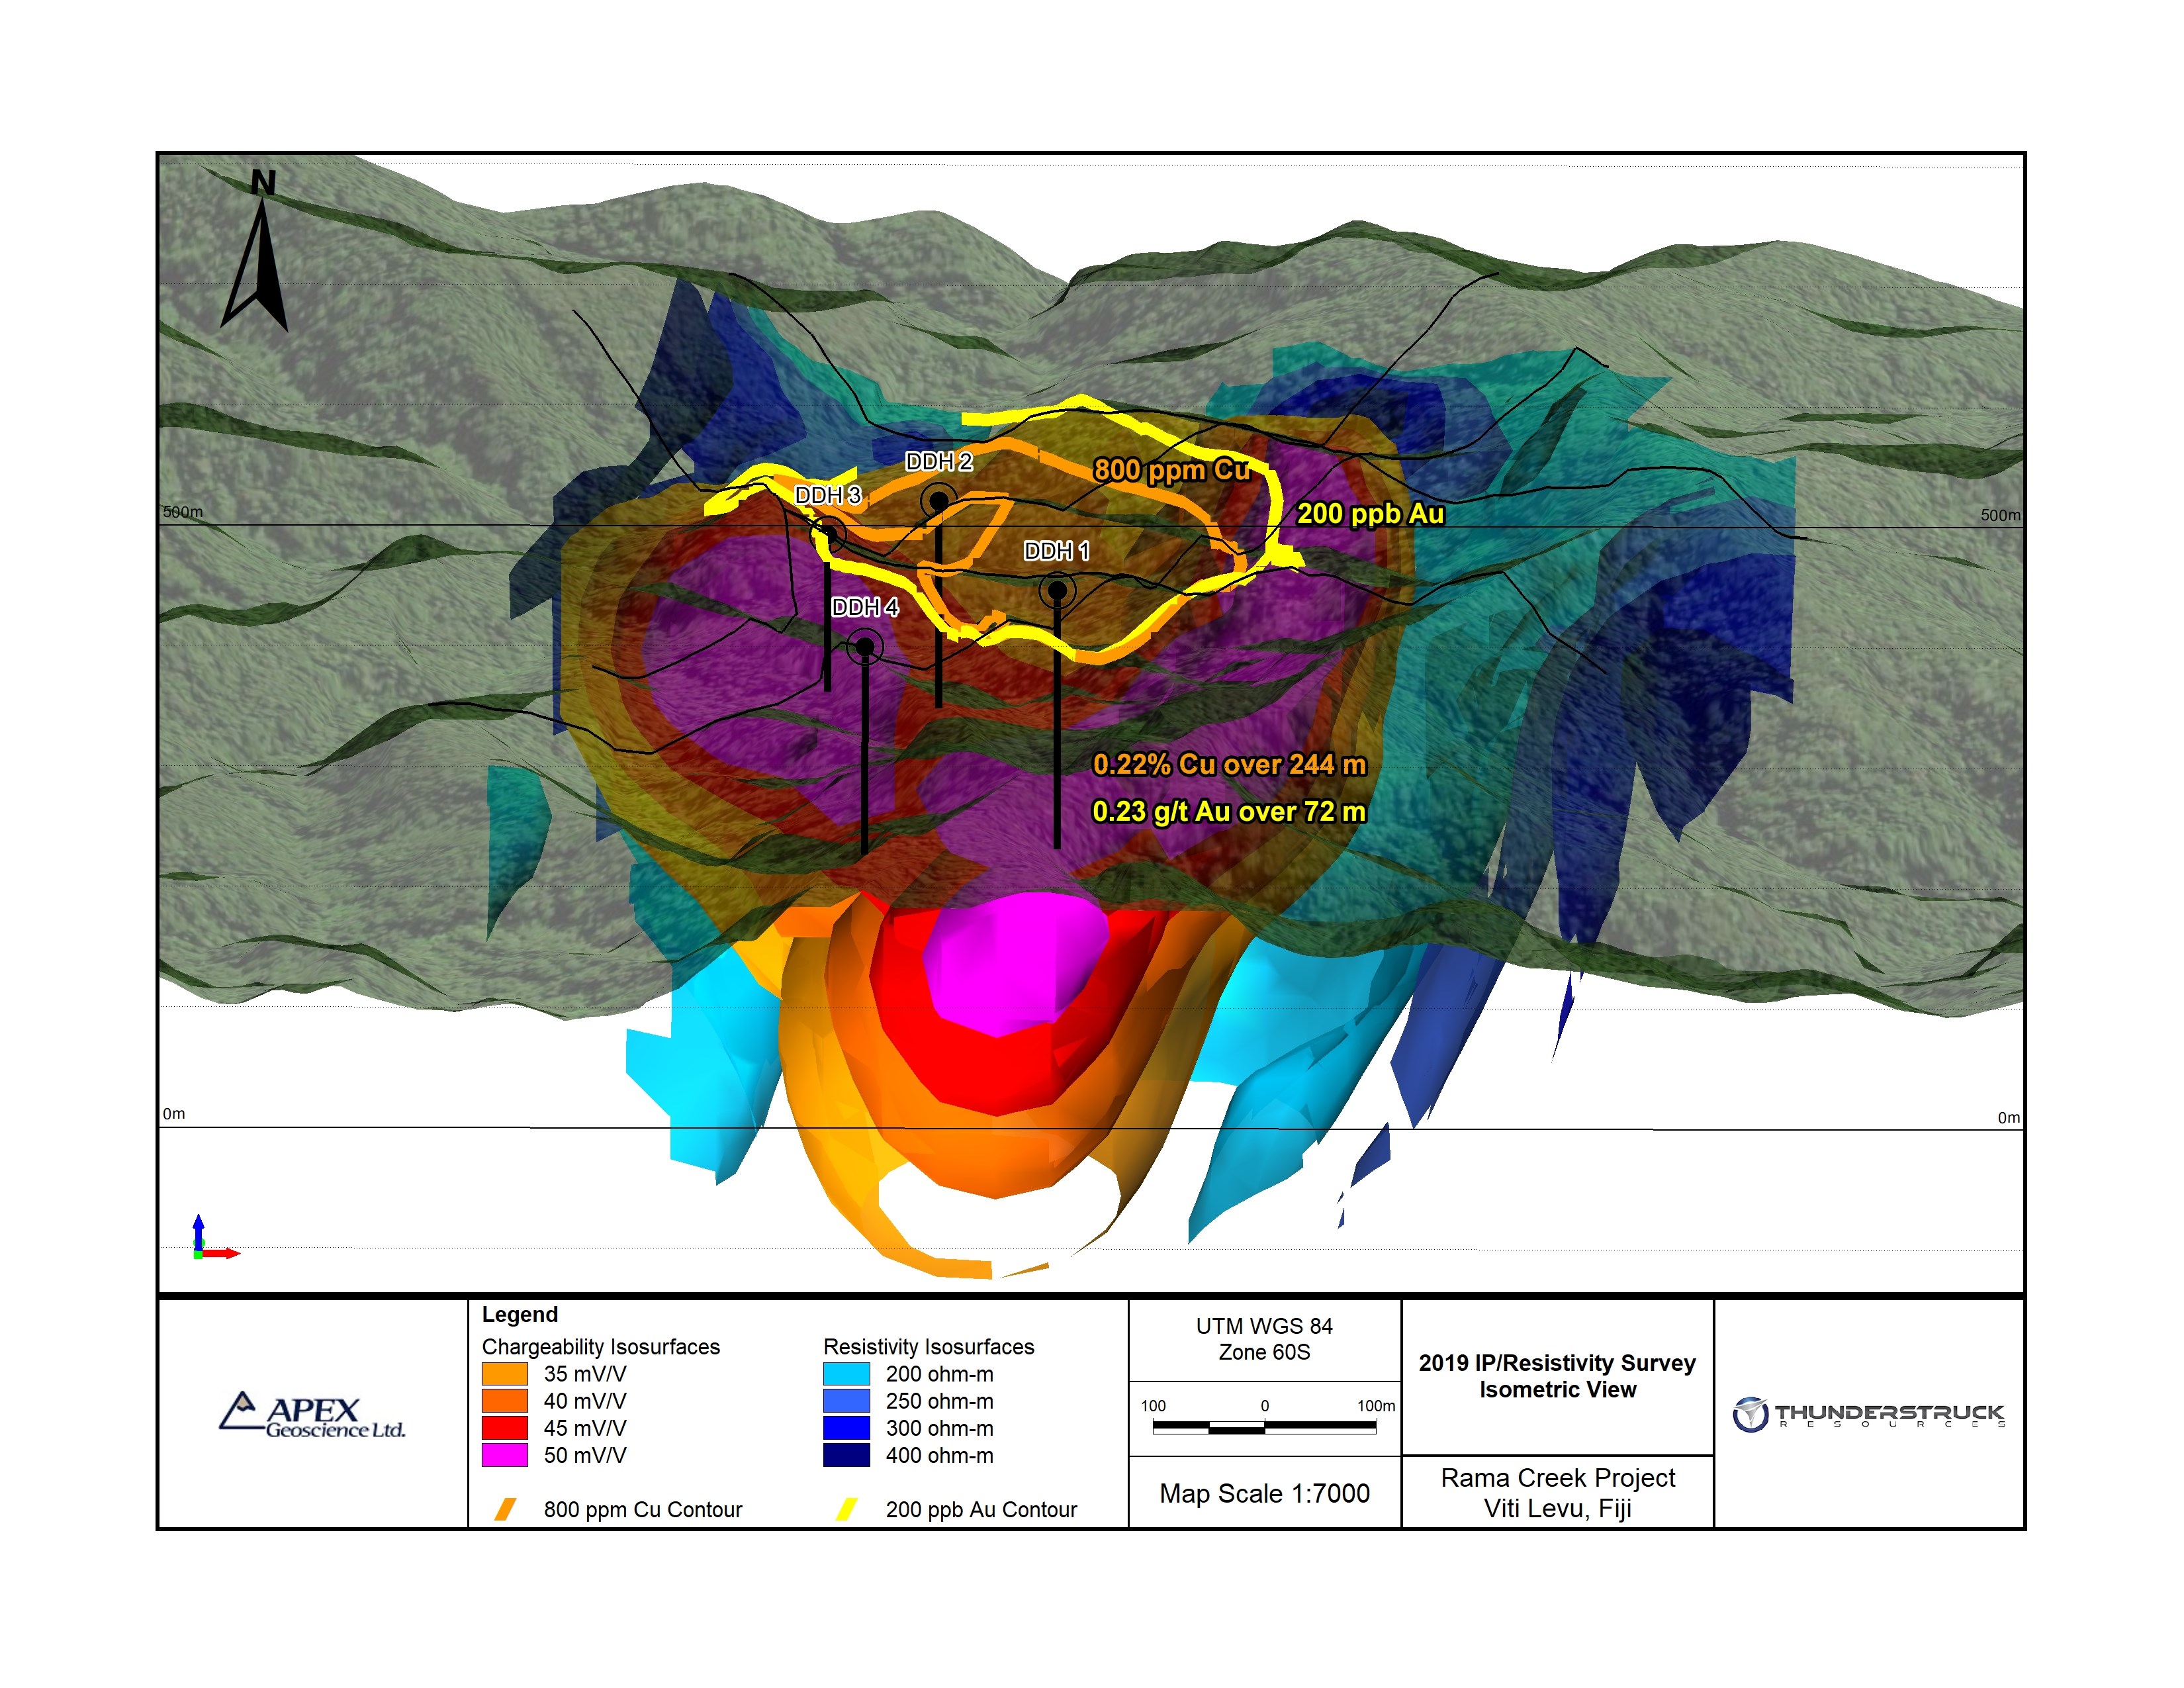 N
DDH 2
800 ppm Cu
DDH 3
500m
200 ppb Au
500m
DDH 1
DDH 4
0.22% Cu over 244 m
0.23 g/t Au over 72 m
0m
0m
APEX
Geoscience Ltd.
Legend
Chargeability Isosurfaces
35 mV/V
40 mV/V
45 mV/V
50 mV/V
800 ppm Cu Contour
Resistivity Isosurfaces
200 ohm-m
250 ohm-m
300 ohm-m
400 ohm-m
200 ppb Au Contour
UTM WGS 84
Zone 60S
100 0 100m
Map Scale 1:7000
2019 IP/Resistivity Survey
Isometric View
Rama Creek Project
Viti Levu, Fiji
THUNDERSTRUCK
RESOURCES